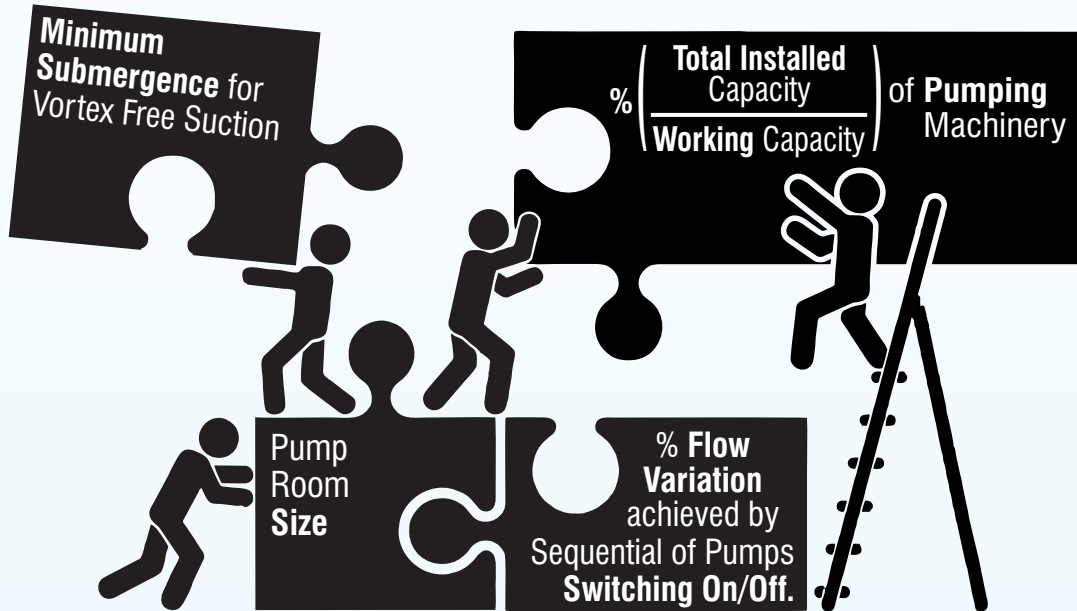 Minimum
Submergence for
Vortex Free Suction
% ( Total Installed
Capacity
Working Capacity ) of Pumping
Machinery
Pump
Room
Size
% Flow
Variation
achieved by
Sequential of Pumps
Switching On/Off.